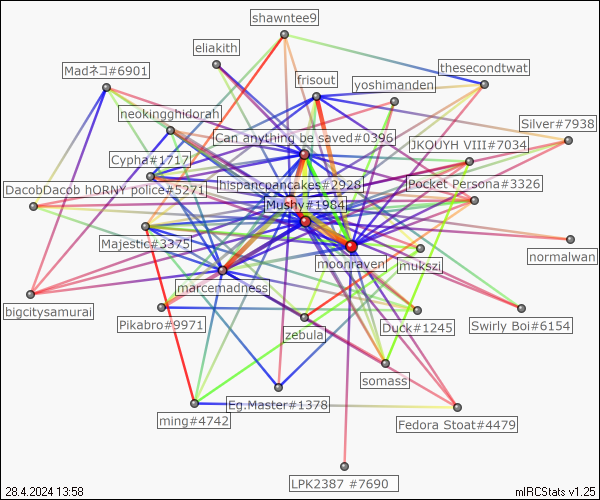 shawntee9
eliakith
thesecondtwat
Madネコ#6901
frisout
yoshimanden
neokingghidorah
Silver#7938
Can anything be saved#0396
JKOUYH VIII#7034
Cypha#1717
DacobDacob hORNY police#5271
hispancpancakes#2928
Pocket Persona#3326
Mushy#1984
Majestic#3375
normalwan
moonraven
mukszi
marcemadness
bigcitysamurai
Pikabro#9971
zebula
Duck#1245
Swirly Boi#6154
somass
Eg.Master#1378
ming#4742
Fedora Stoat#4479
LPK2387 #7690
28.4.2024 13:58
mIRCStats v1.25